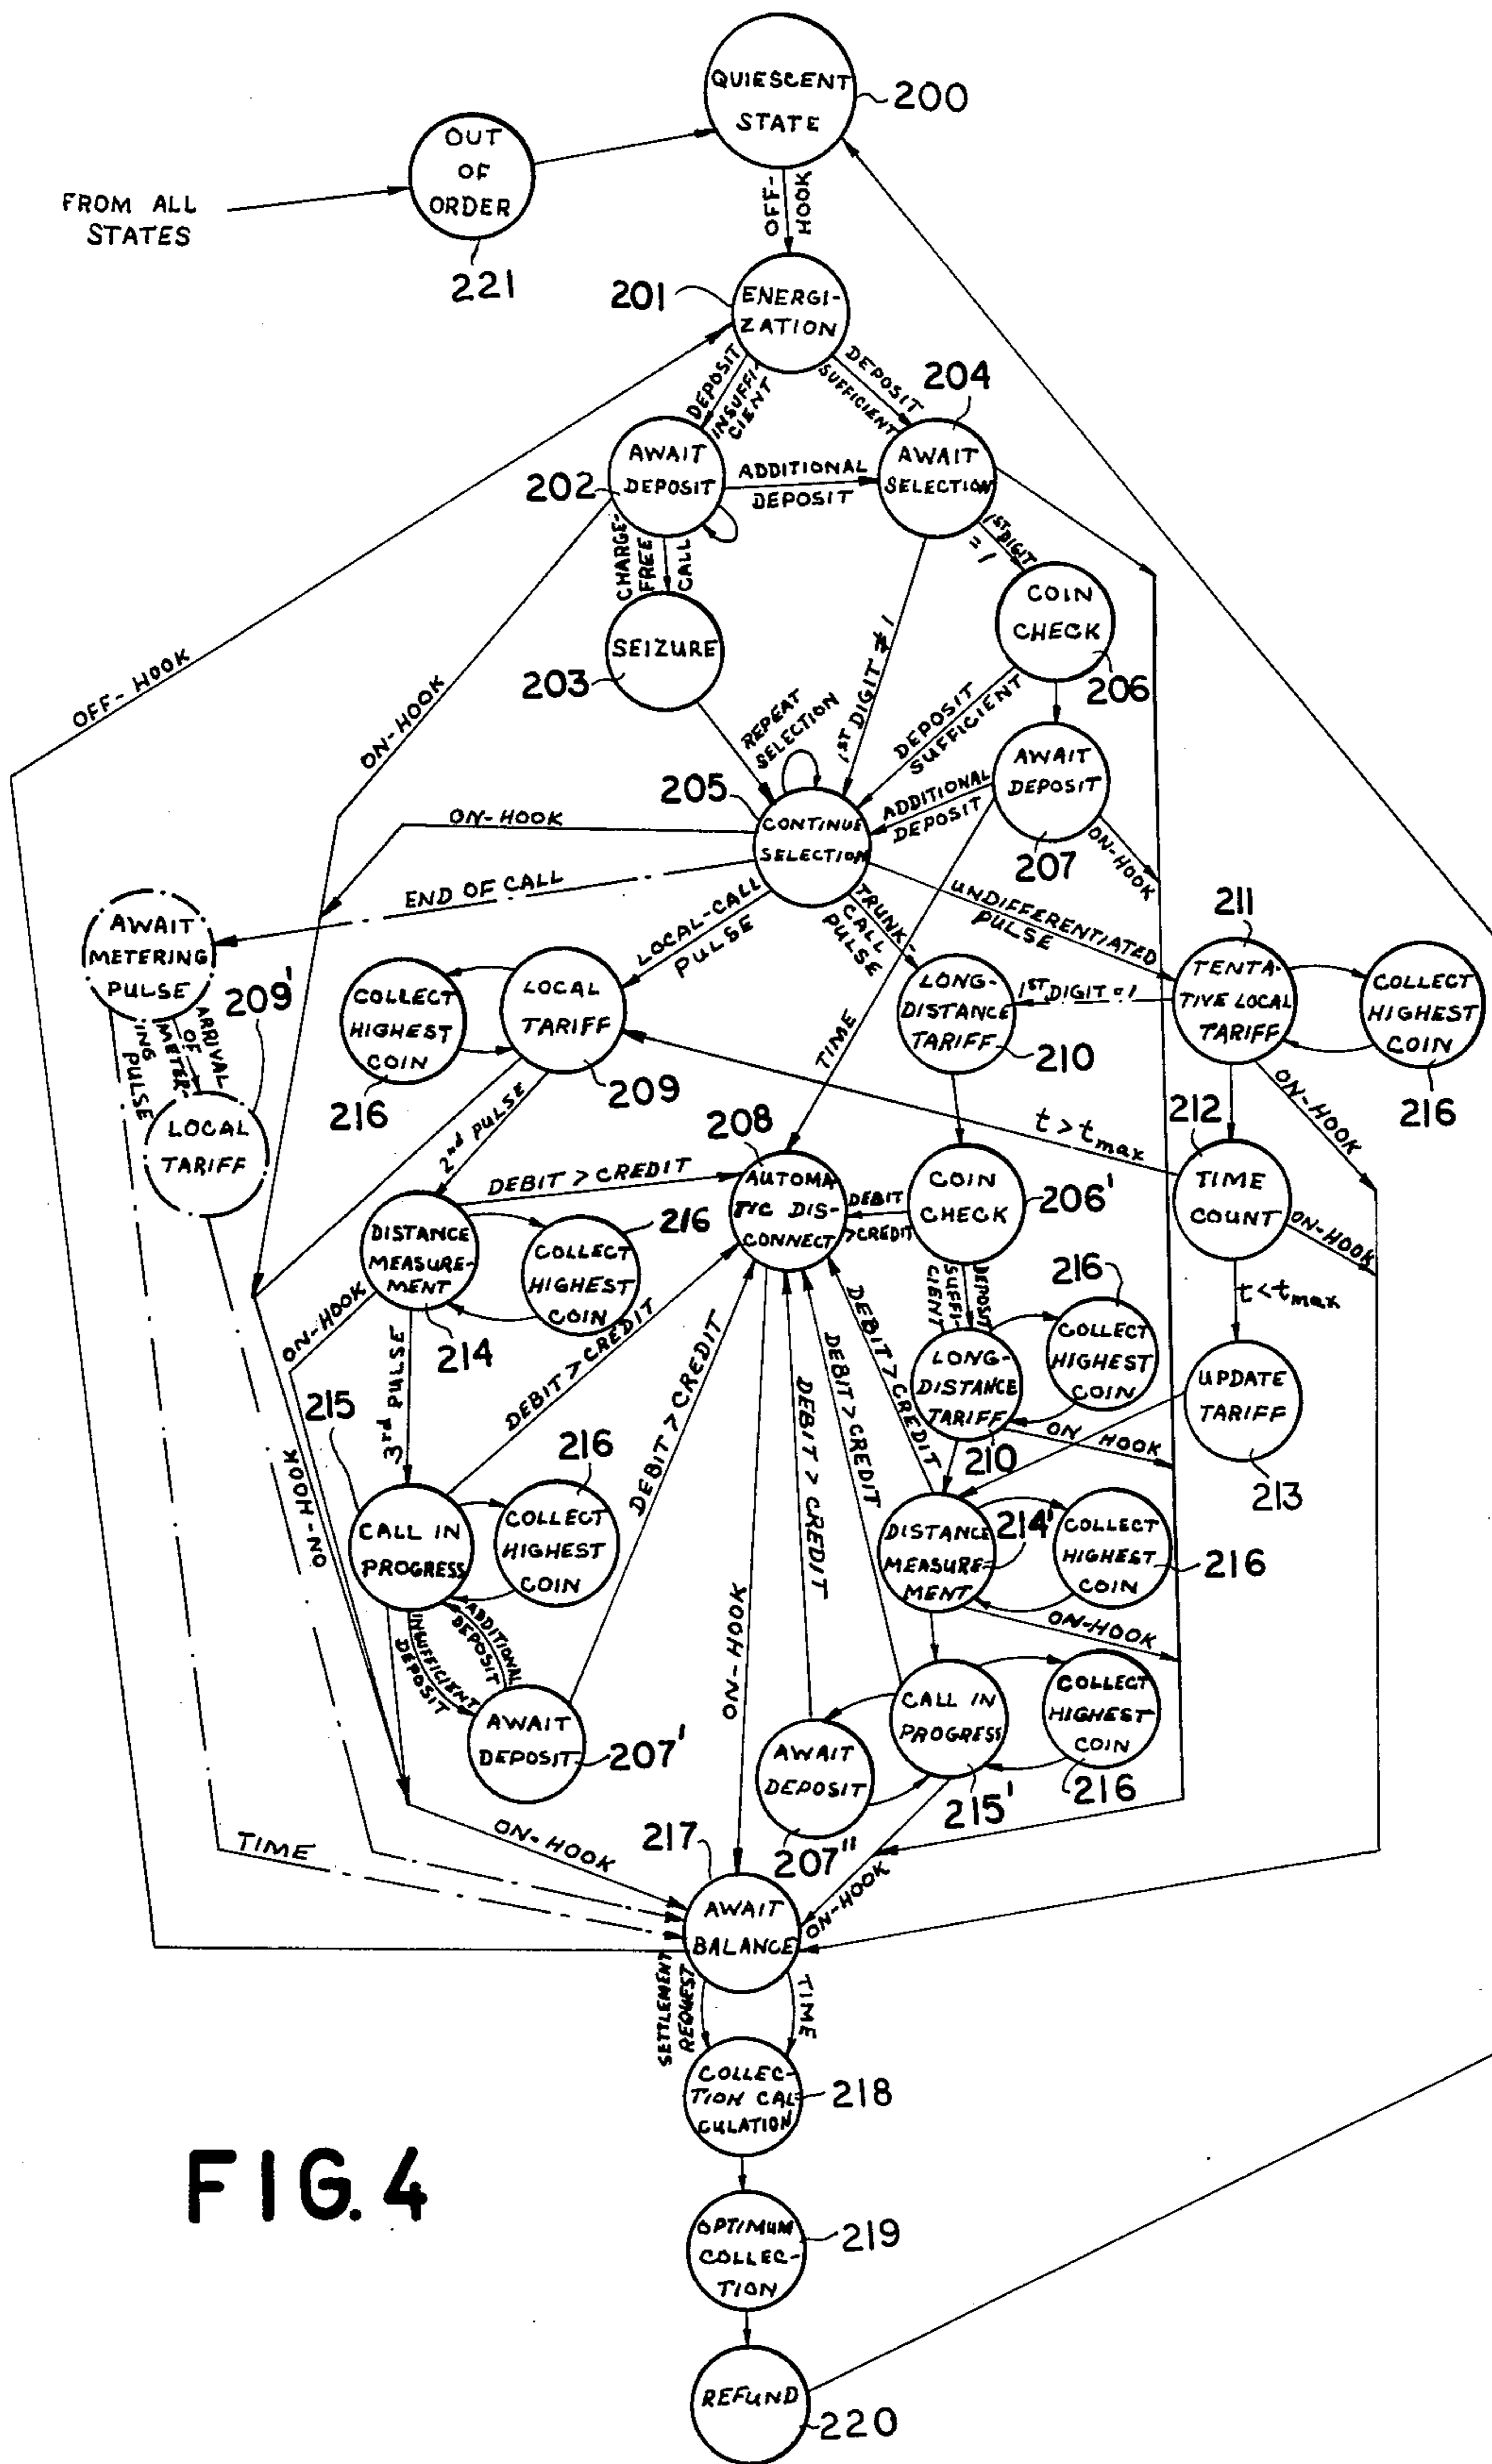 QUIESCENT
STATE
200
OUT
OF
ORDER
221
FROM ALL
STATES
OFF-
HOOK
201
ENERGI-
ZATION
DEPOSIT
INSUFFI-
CIENT
DEPOSIT
SUFFICIENT
204
AWAIT
DEPOSIT
202
ADDITIONAL
DEPOSIT
AWAIT
SELECTION
CHARGE-
FREE
CALL
1ST DIGIT
= 1
COIN
CHECK
206
SEIZURE
203
OFF-HOOK
ON-HOOK
REPEAT
SELECTION
1ST DIGIT ≠ 1
DEPOSIT
SUFFICIENT
AWAIT
DEPOSIT
207
ADDITIONAL
DEPOSIT
ON-HOOK
205
CONTINUE
SELECTION
ON-HOOK
END OF CALL
AWAIT
METERING
PULSE
209'
ARRIVAL
OF
METER-
ING PULSE
LOCAL
TARIFF
LOCAL-CALL
PULSE
TRUNK-
CALL
PULSE
UNDIFFERENTIATED
PULSE
211
COLLECT
HIGHEST
COIN
216
LOCAL
TARIFF
209
LONG-
DISTANCE
TARIFF
210
1ST DIGIT = 1
TENTA-
TIVE LOCAL
TARIFF
COLLECT
HIGHEST
COIN
216
TIME
2nd PULSE
t > tmax
212
ON-HOOK
208
AUTOMA-
TIC DIS-
CONNECT
DEBIT
>CREDIT
COIN
CHECK
206'
TIME
COUNT
ON-HOOK
DEBIT > CREDIT
DISTANCE
MEASURE-
MENT
214
216
COLLECT
HIGHEST
COIN
ON-HOOK
DEPOSIT
SUFFI-
CIENT
216
COLLECT
HIGHEST
COIN
t < tmax
UPDATE
TARIFF
213
LONG-
DISTANCE
TARIFF
210
ON HOOK
3rd PULSE
215
DEBIT > CREDIT
DEBIT > CREDIT
DEBIT > CREDIT
DEBIT > CREDIT
DEBIT > CREDIT
CALL IN
PROGRESS
216
COLLECT
HIGHEST
COIN
ON-HOOK
DISTANCE
MEASURE-
MENT
214'
COLLECT
HIGHEST
COIN
216
ON-HOOK
INSUFFICIENT
DEPOSIT
ADDITIONAL
DEPOSIT
AWAIT
DEPOSIT
207'
ON-HOOK
CALL IN
PROGRESS
215'
COLLECT
HIGHEST
COIN
216
AWAIT
DEPOSIT
207"
TIME
ON-HOOK
217
AWAIT
BALANCE
ON-HOOK
SETTLEMENT
REQUEST
TIME
COLLEC-
TION CAL-
CULATION
218
OPTIMUM
COLLEC-
TION
219
REFUND
220
FIG. 4